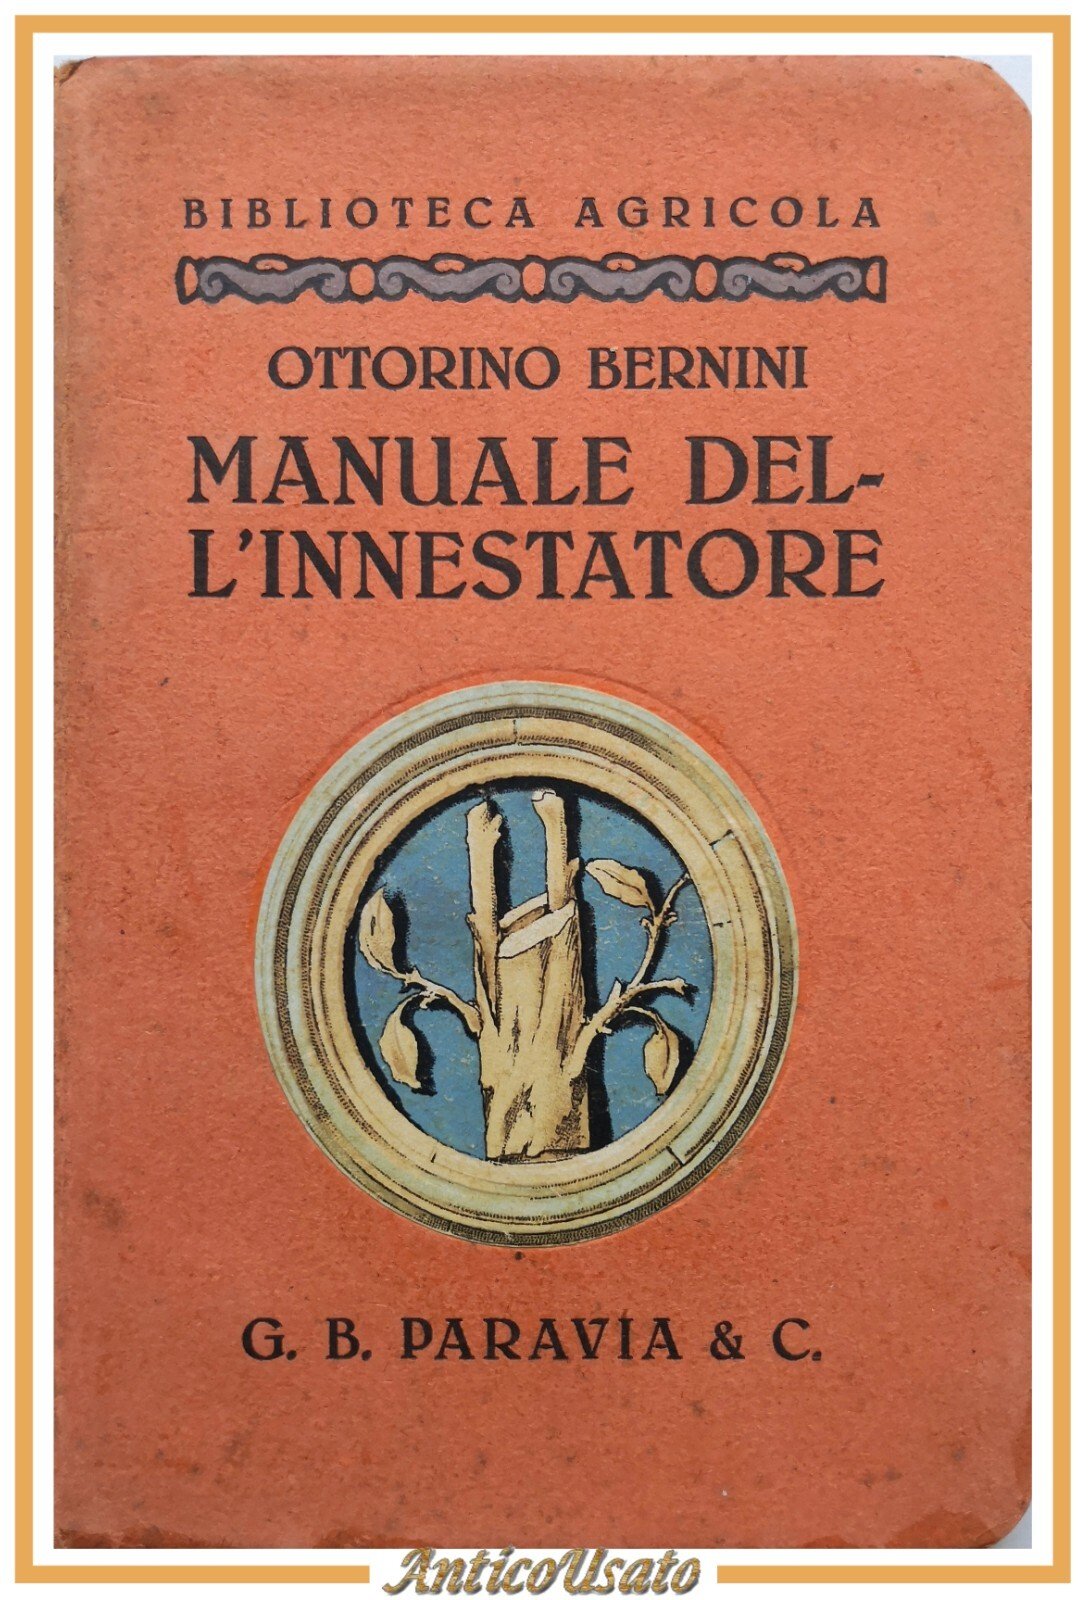 BIBLIOTECA AGRICOLA
OTTORINO BERNINI
MANUALE DEL-
L'INNESTATORE
G. B. PARAVIA & C.
AnticoUsato